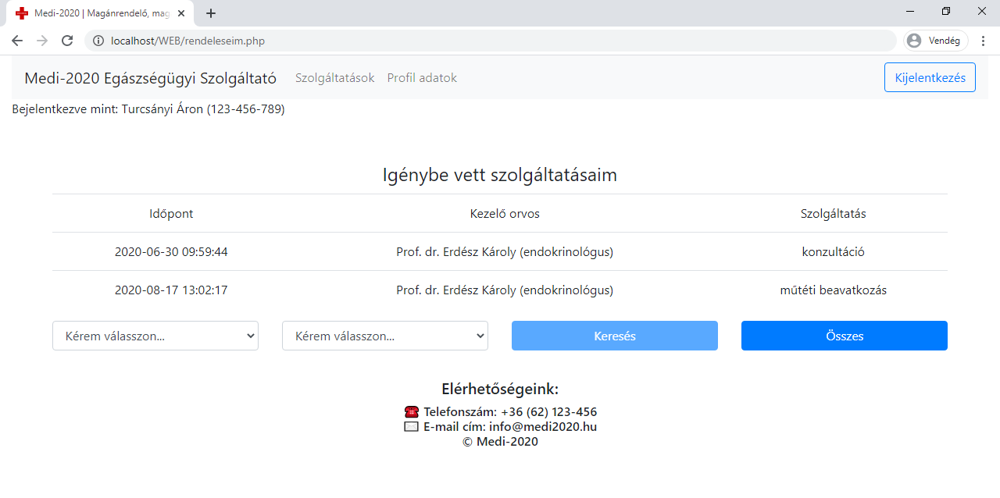 Medi-2020 | Magánrendelő, mag
localhost/WEB/rendeleseim.php
Vendég
Medi-2020 Egászségügyi Szolgáltató Szolgáltatások Profil adatok Kijelentkezés
Bejelentkezve mint: Turcsányi Áron (123-456-789)
Igénybe vett szolgáltatásaim
Időpont Kezelő orvos Szolgáltatás
2020-06-30 09:59:44 Prof. dr. Erdész Károly (endokrinológus) konzultáció
2020-08-17 13:02:17 Prof. dr. Erdész Károly (endokrinológus) műtéti beavatkozás
Kérem válasszon... Kérem válasszon... Keresés Összes
Elérhetőségeink:
Telefonszám: +36 (62) 123-456
E-mail cím: info@medi2020.hu
© Medi-2020